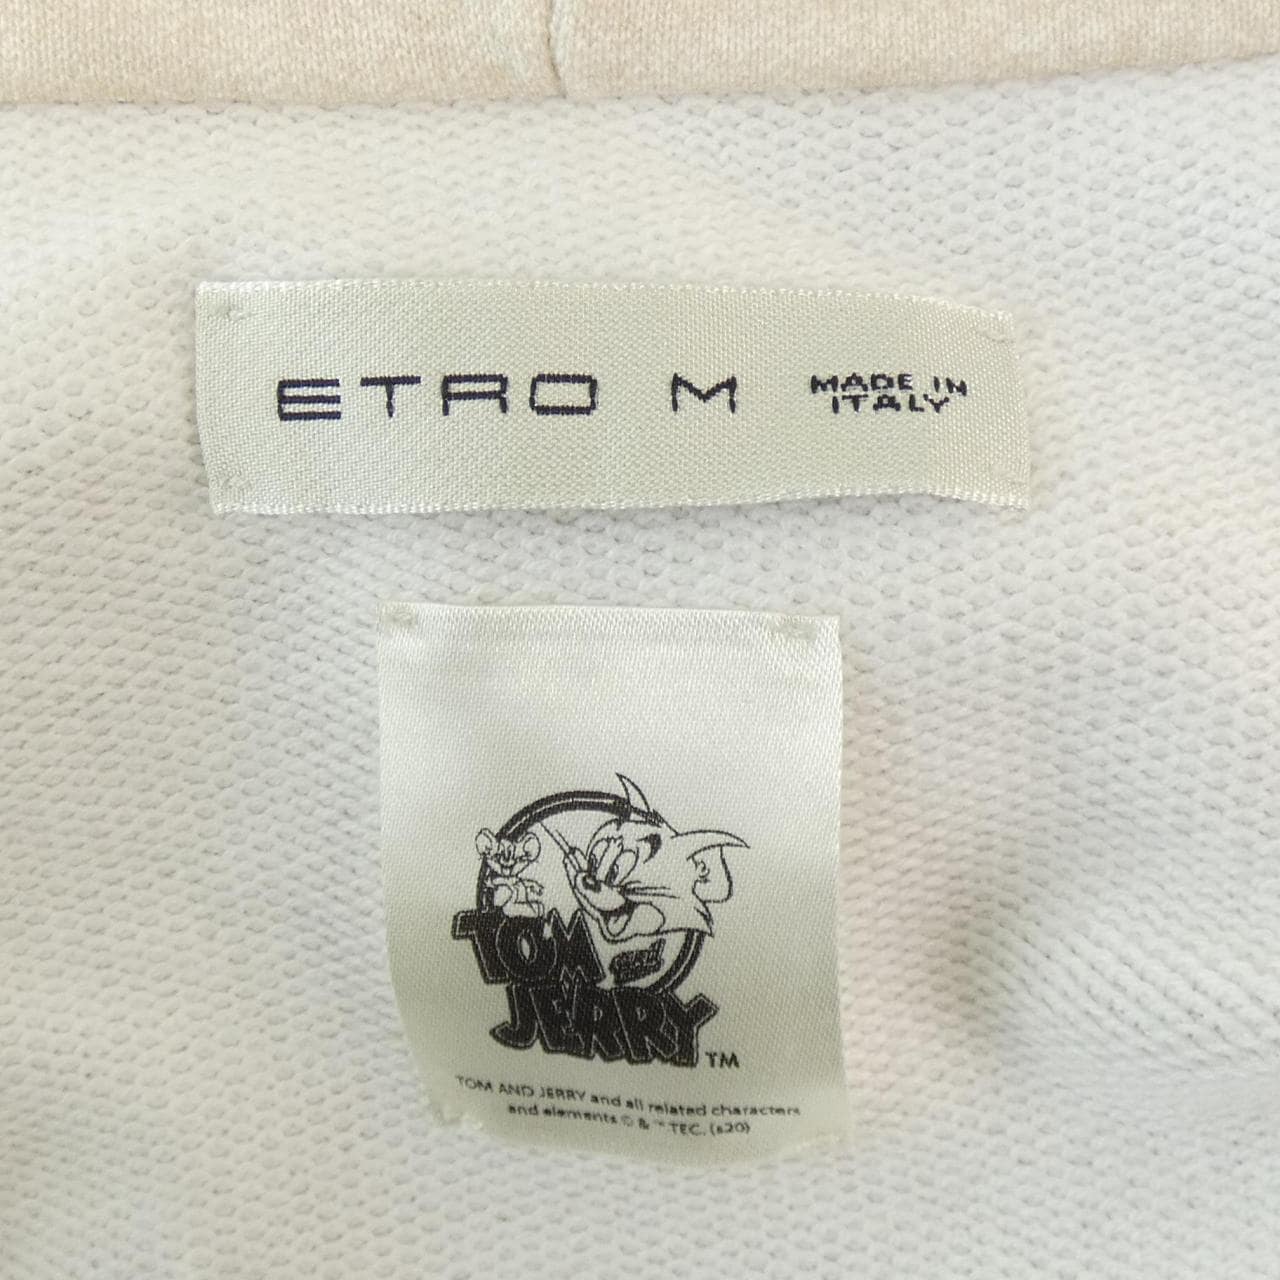 ETRO M
MADE IN
ITALY
TOM and
JERRY TM
TOM AND JERRY and all related characters
and elements © & ™ TEC. (s20)